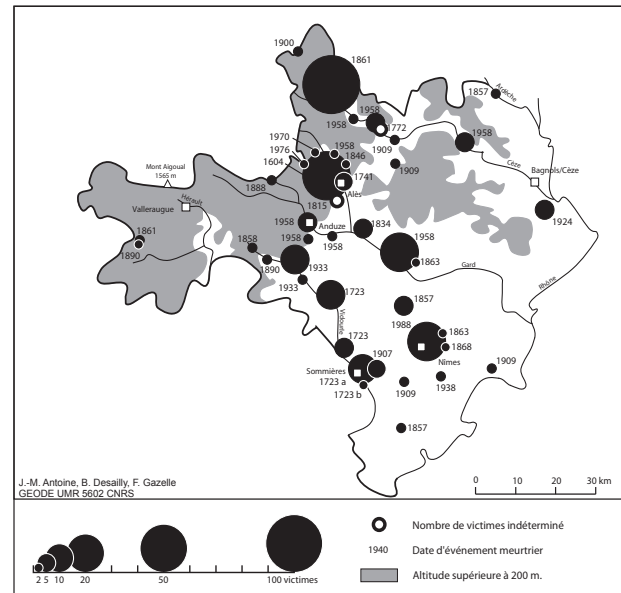 1900
1861
1857
Ardèche
1958
1958
1772
1909
1958
1970
1976
1604
1958
1846
1741
Alès
1815
1909
Cèze
Bagnols/Cèze
Mont Aigoual
1565 m
Hérault
Valleraugue
1888
1924
1861
1890
1958
Anduze
1958
1958
1834
1958
1863
Gard
Rhône
1858
1890
1933
1933
1723
Vidourle
1857
1988
1863
1868
Nîmes
1723
1907
Sommières
1723 a
1723 b
1909
1938
1909
1857
J.-M. Antoine, B. Desailly, F. Gazelle
GEODE UMR 5602 CNRS
0 10 20 30 km
2 5 10 20 50 100 victimes
Nombre de victimes indéterminé
1940 Date d'événement meurtrier
Altitude supérieure à 200 m.